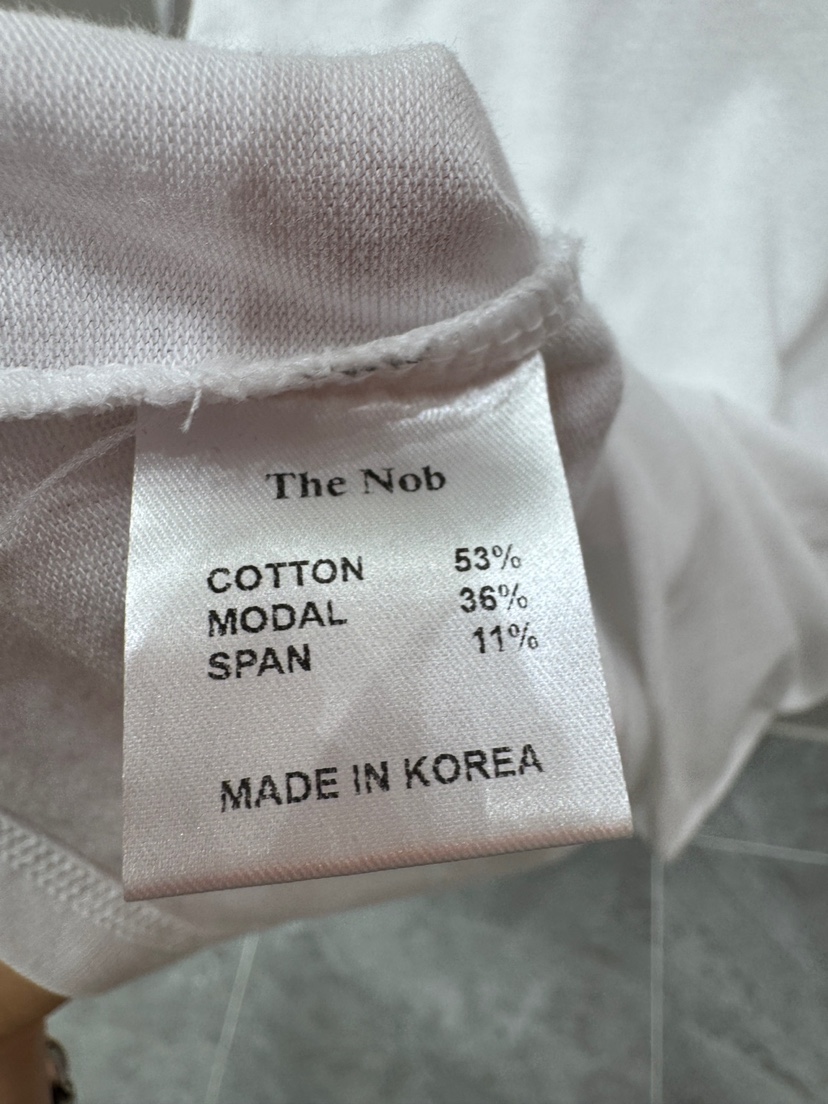 The Nob
COTTON 53%
MODAL 36%
SPAN 11%
MADE IN KOREA